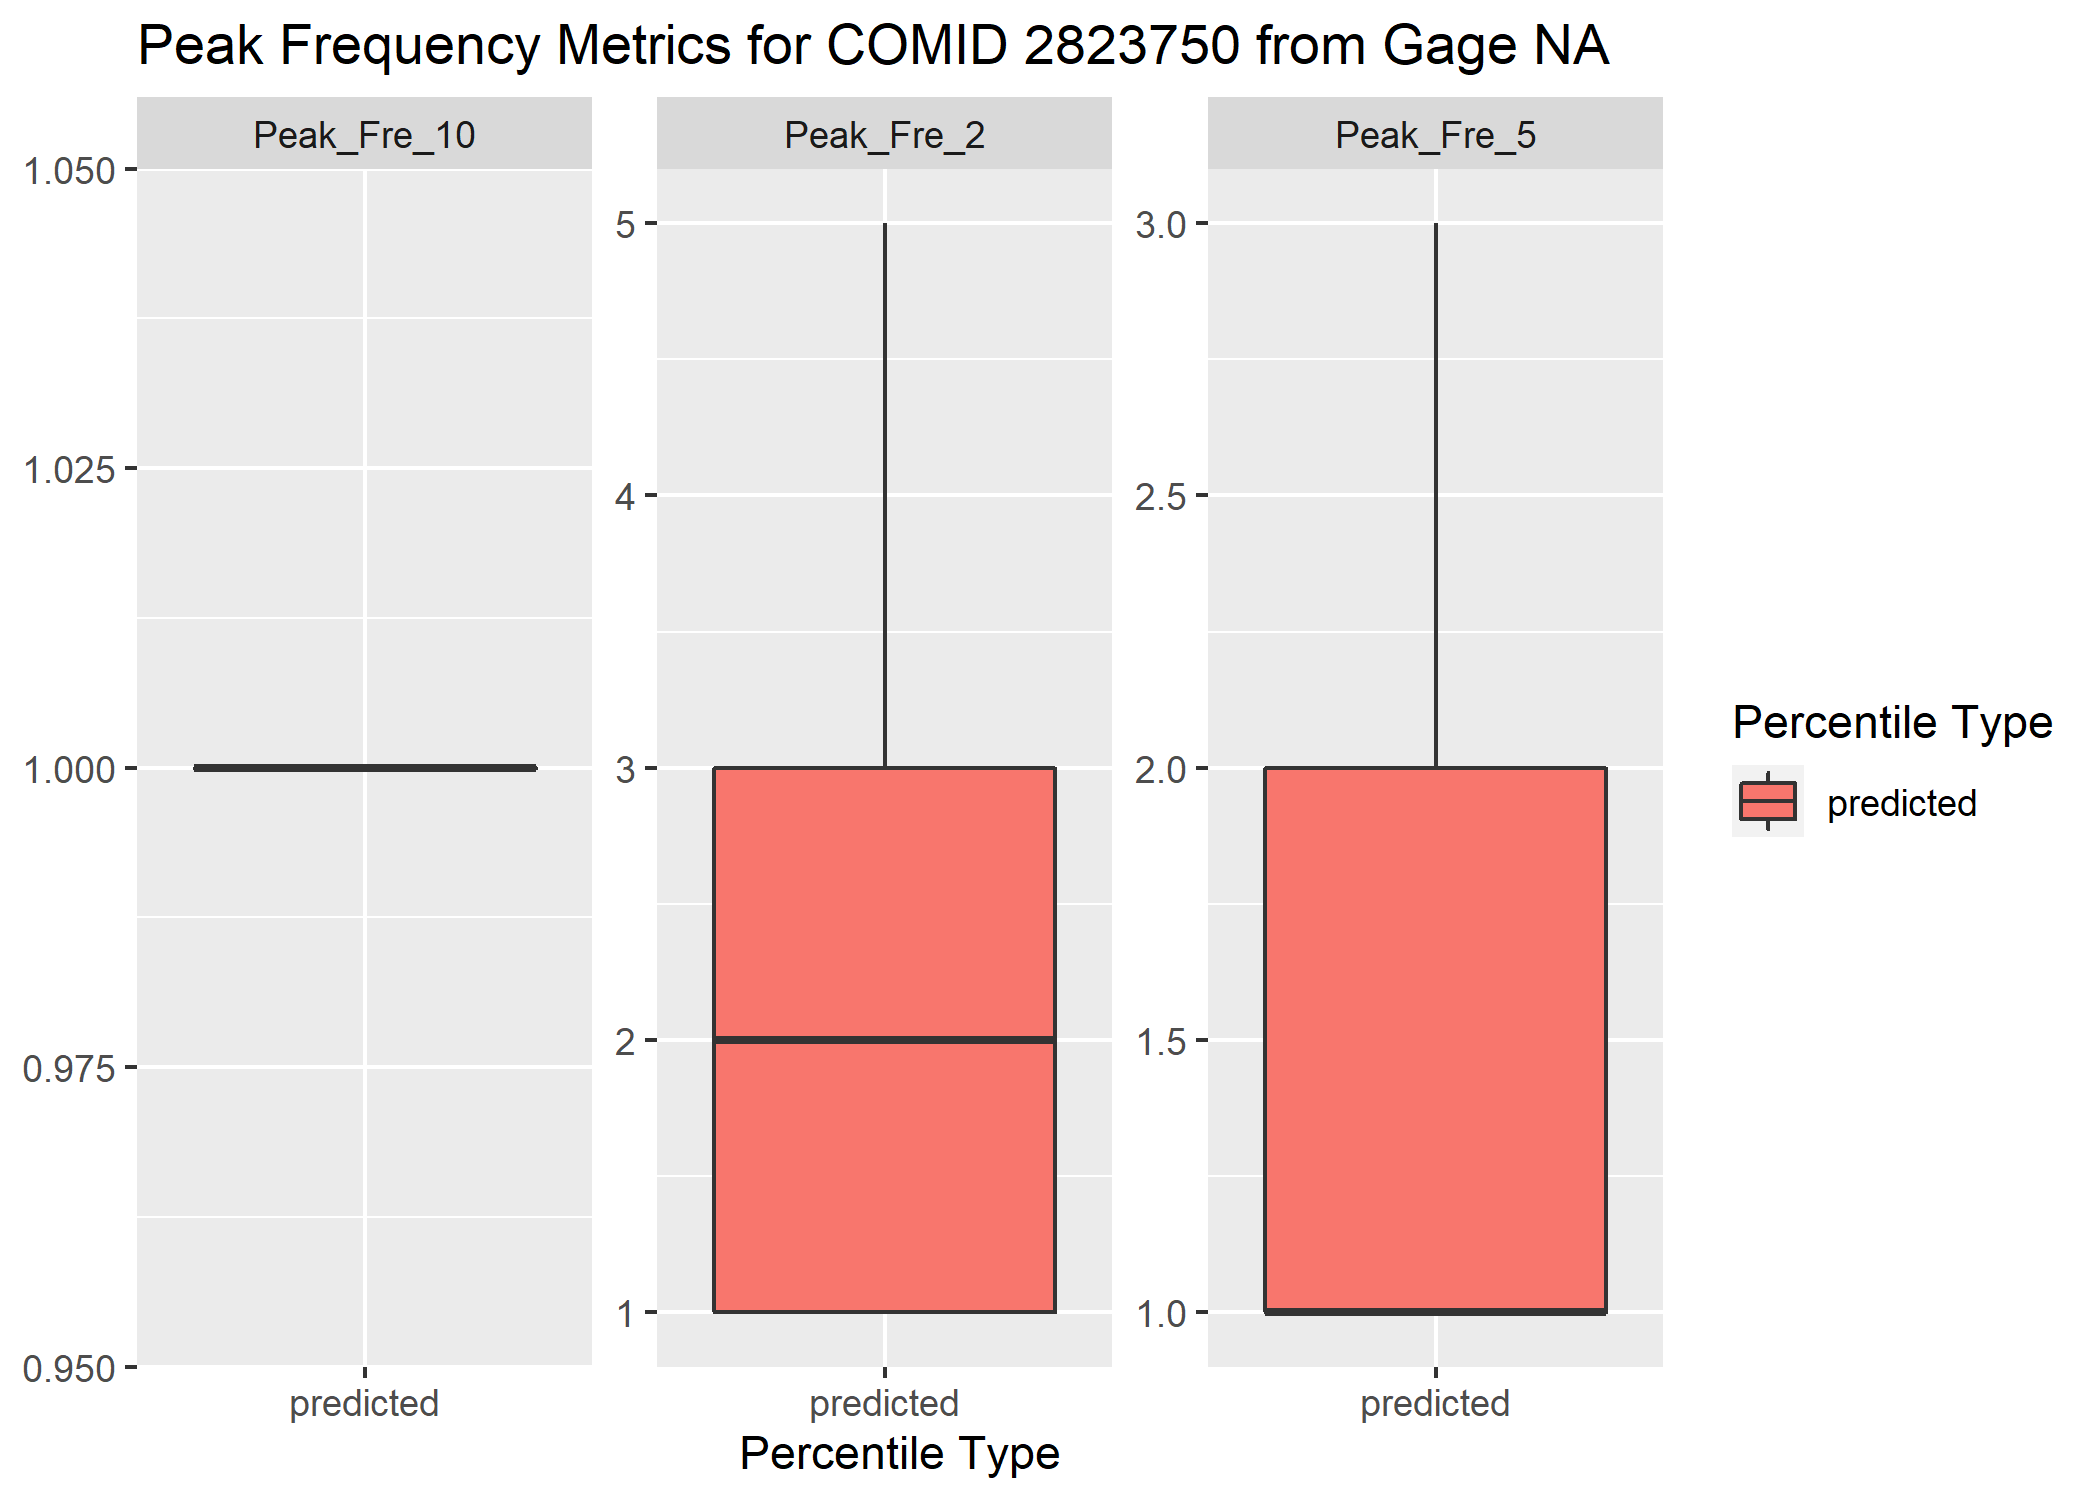 Peak Frequency Metrics for COMID 2823750 from Gage NA
Peak_Fre_10
Peak_Fre_2
Peak_Fre_5
1.050
1.025
1.000
0.975
0.950
5
4
3
2
1
3.0
2.5
2.0
1.5
1.0
predicted
predicted
predicted
Percentile Type
Percentile Type
predicted